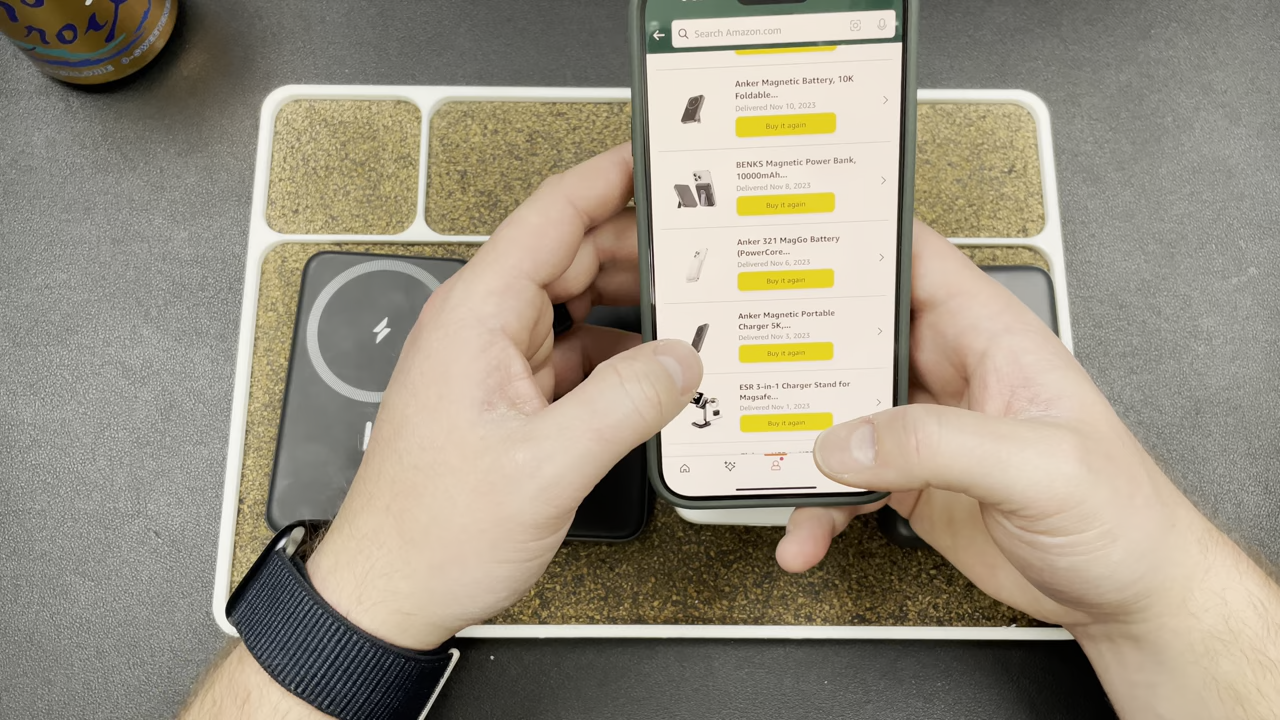 Search Amazon.com
Anker Magnetic Battery, 10K
Foldable...
Delivered Nov 10, 2023
Buy it again
BENKS Magnetic Power Bank,
10000mAh...
Delivered Nov 8, 2023
Buy it again
Anker 321 MagGo Battery
(PowerCore...
Delivered Nov 6, 2023
Buy it again
Anker Magnetic Portable
Charger 5K,...
Delivered Nov 3, 2023
Buy it again
ESR 3-in-1 Charger Stand for
Magsafe...
Delivered Nov 1, 2023
Buy it again